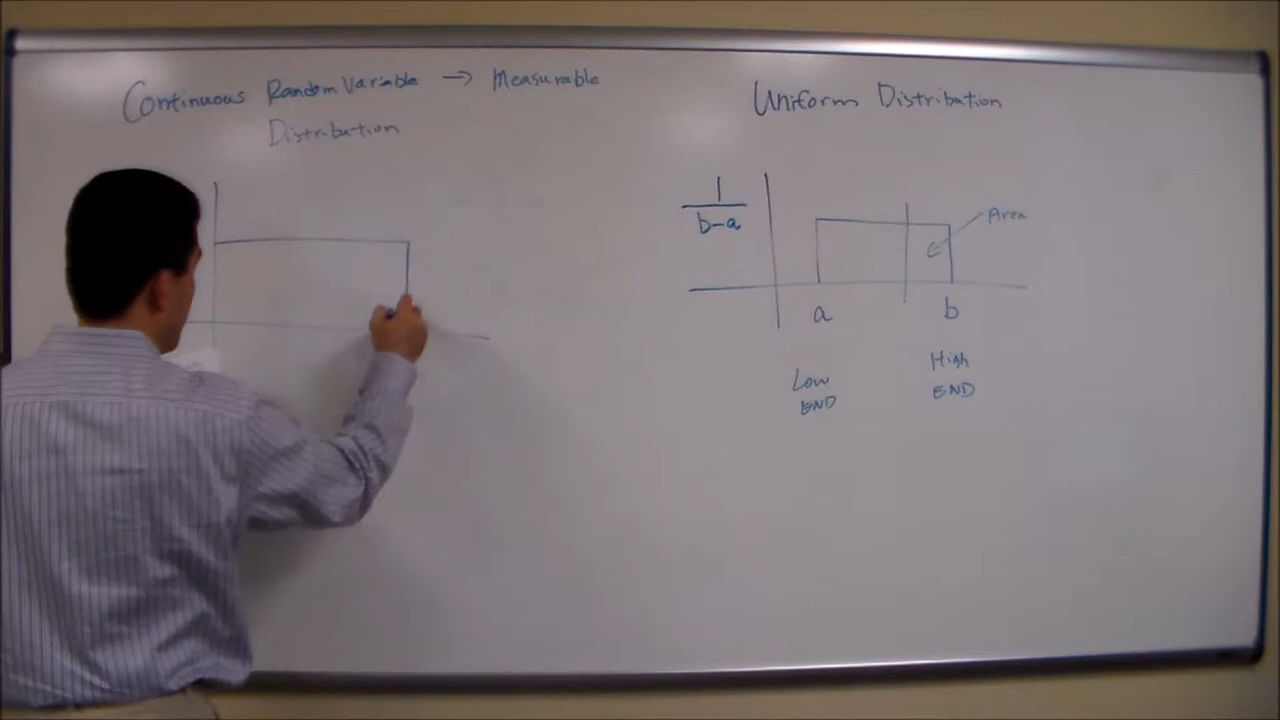 Continuous Random Variable → Measurable
Distribution
Uniform Distribution
1
b-a
Area
a
b
Low
END
High
END